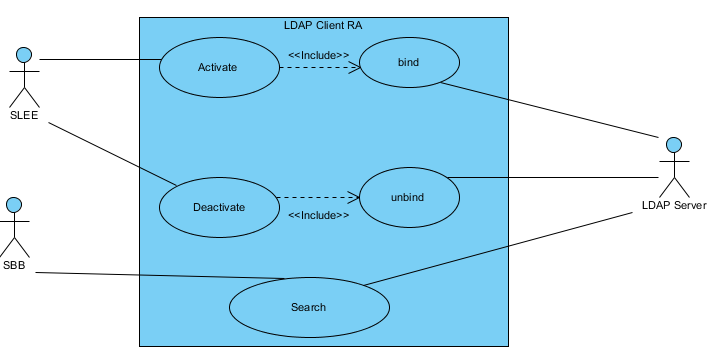 LDAP Client RA
<<Include>>
Activate
bind
SLEE
LDAP Server
Deactivate
unbind
<<Include>>
SBB
Search